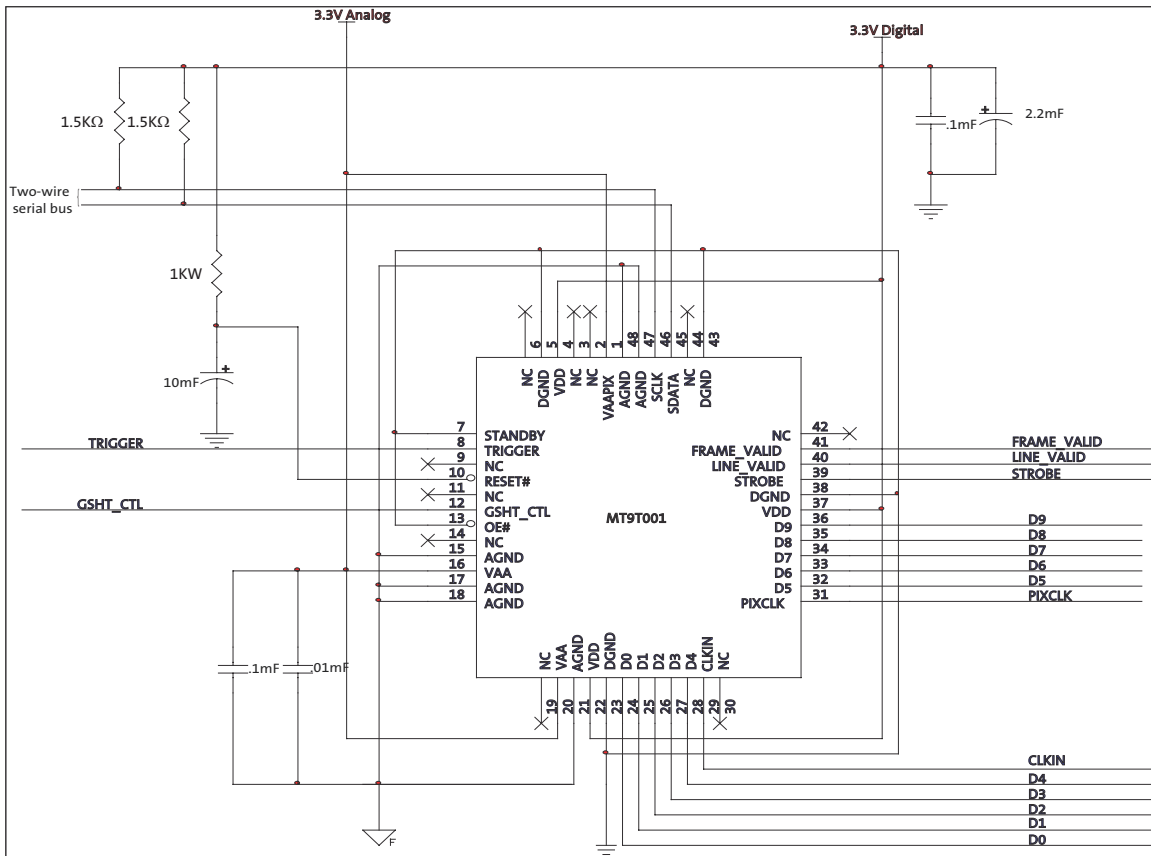 3.3V Analog
3.3V Digital
1.5KΩ 1.5KΩ
.1mF
2.2mF
Two-wire
serial bus
1KW
10mF
6 5 4 3 2 1 48 47 46 45 44 43
NC DGND VDD NC NC VAAPIX AGND AGND SCLK SDATA NC DGND
TRIGGER
GSHT_CTL
7 STANDBY
8 TRIGGER
9 NC
10 RESET#
11 NC
12 GSHT_CTL
13 OE#
14 NC
15 AGND
16 VAA
17 AGND
18 AGND
MT9T001
NC 42
FRAME_VALID 41 FRAME_VALID
LINE_VALID 40 LINE_VALID
STROBE 39 STROBE
DGND 38
VDD 37
D9 36 D9
D8 35 D8
D7 34 D7
D6 33 D6
D5 32 D5
PIXCLK 31 PIXCLK
.1mF .01mF
NC VAA AGND VDD DGND D0 D1 D2 D3 D4 CLKIN NC
19 20 21 22 23 24 25 26 27 28 29 30
CLKIN
D4
D3
D2
D1
D0
F